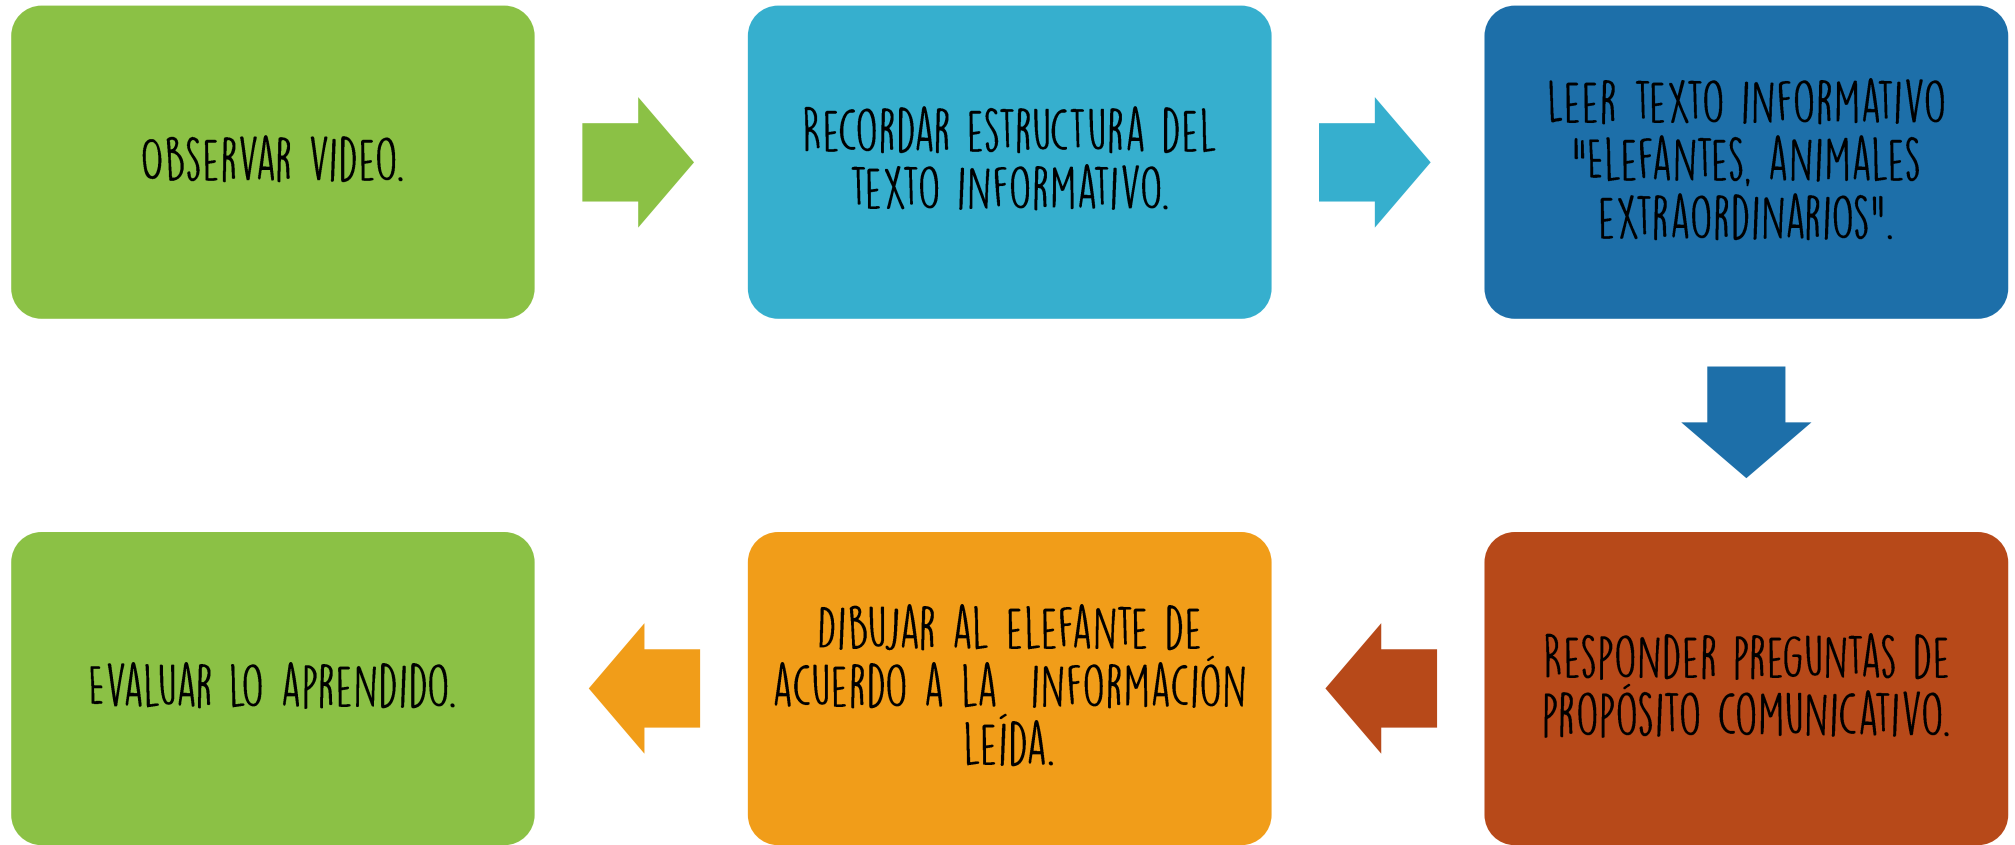 OBSERVAR VIDEO.
RECORDAR ESTRUCTURA DEL
TEXTO INFORMATIVO.
LEER TEXTO INFORMATIVO
"ELEFANTES, ANIMALES
EXTRAORDINARIOS".
RESPONDER PREGUNTAS DE
PROPÓSITO COMUNICATIVO.
DIBUJAR AL ELEFANTE DE
ACUERDO A LA INFORMACIÓN
LEÍDA.
EVALUAR LO APRENDIDO.